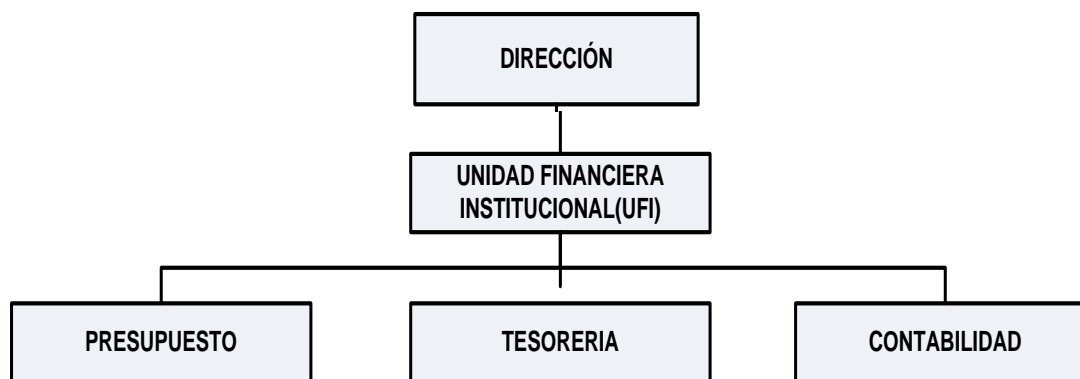 DIRECCIÓN
UNIDAD FINANCIERA
INSTITUCIONAL(UFI)
PRESUPUESTO
TESORERIA
CONTABILIDAD